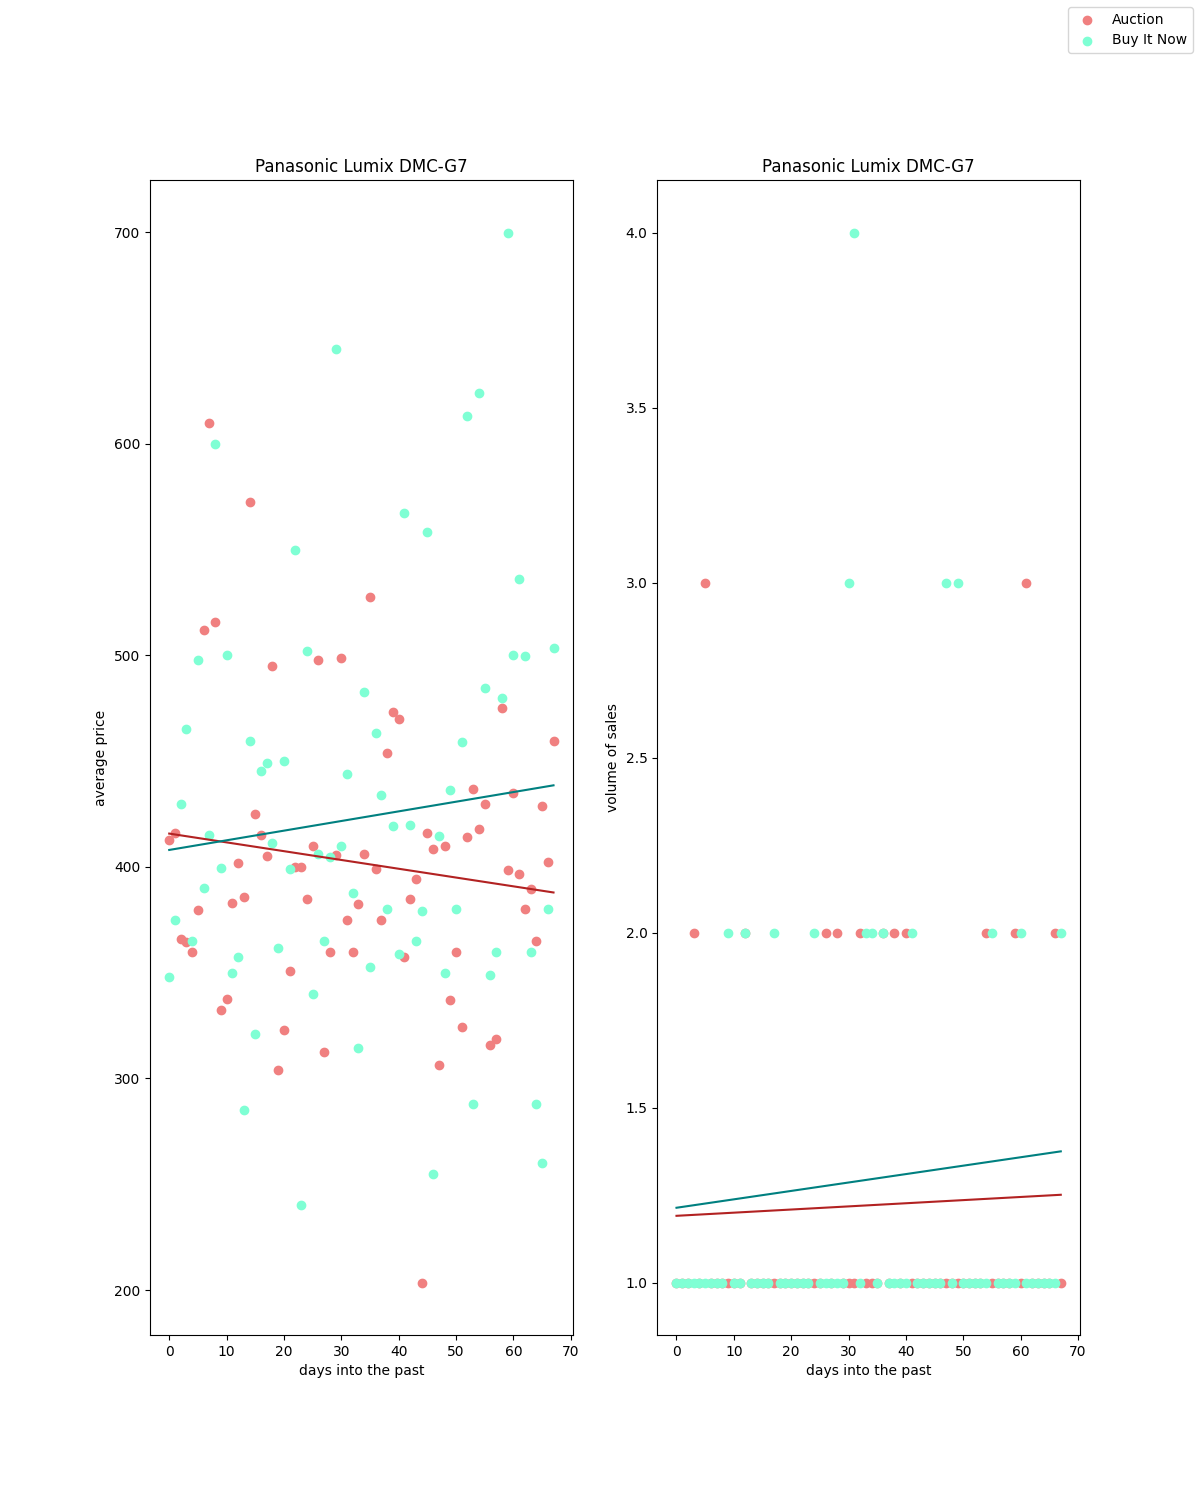 Auction
Buy It Now
Panasonic Lumix DMC-G7
700
600
500
400
300
200
average price
0 10 20 30 40 50 60 70
days into the past
Panasonic Lumix DMC-G7
4.0
3.5
3.0
2.5
2.0
1.5
1.0
volume of sales
0 10 20 30 40 50 60 70
days into the past